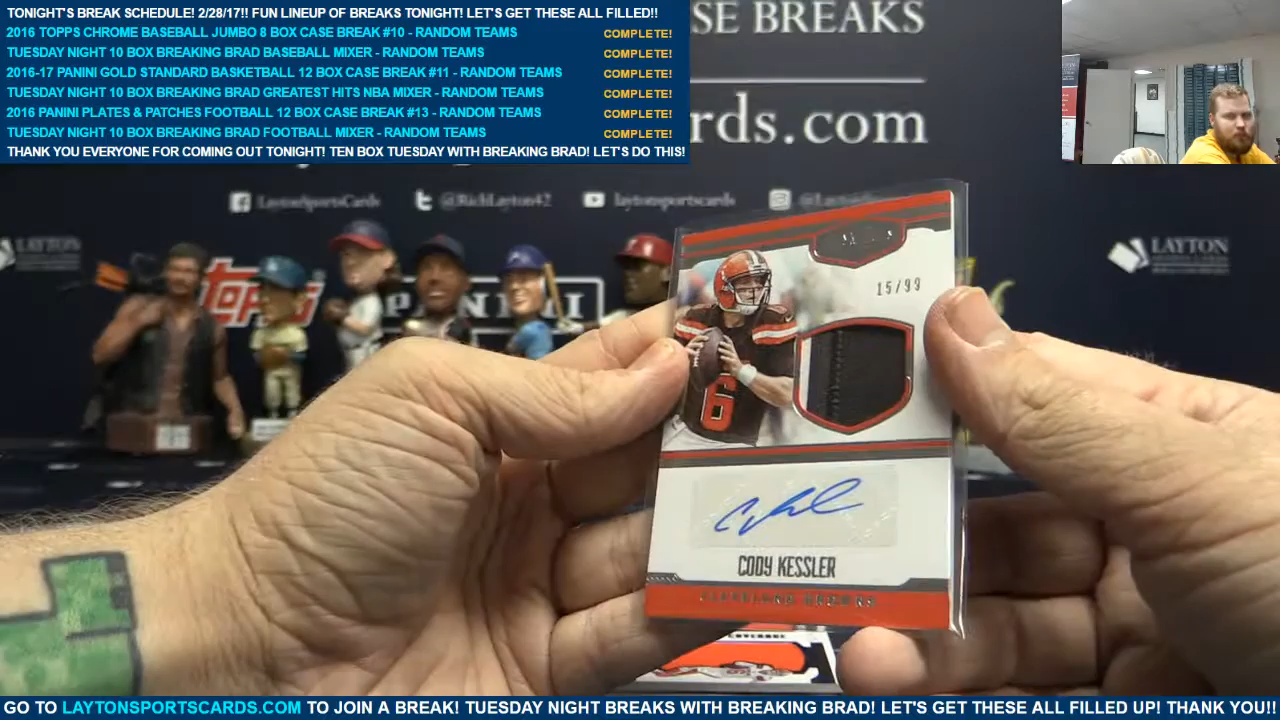 TONIGHT'S BREAK SCHEDULE! 2/28/17!! FUN LINEUP OF BREAKS TONIGHT! LET'S GET THESE ALL FILLED!!
2016 TOPPS CHROME BASEBALL JUMBO 8 BOX CASE BREAK #10 - RANDOM TEAMS COMPLETE!
TUESDAY NIGHT 10 BOX BREAKING BRAD BASEBALL MIXER - RANDOM TEAMS COMPLETE!
2016-17 PANINI GOLD STANDARD BASKETBALL 12 BOX CASE BREAK #11 - RANDOM TEAMS COMPLETE!
TUESDAY NIGHT 10 BOX BREAKING BRAD GREATEST HITS NBA MIXER - RANDOM TEAMS COMPLETE!
2016 PANINI PLATES & PATCHES FOOTBALL 12 BOX CASE BREAK #13 - RANDOM TEAMS COMPLETE!
TUESDAY NIGHT 10 BOX BREAKING BRAD FOOTBALL MIXER - RANDOM TEAMS COMPLETE!
THANK YOU EVERYONE FOR COMING OUT TONIGHT! TEN BOX TUESDAY WITH BREAKING BRAD! LET'S DO THIS!
SE BREAKS
rds.com
LaytonSportsCards
@RichLayton42
laytonsportscards
LAYTON
LAYTON
TOPPS
PANINI
15/99
6
CODY KESSLER
CLEVELAND BROWNS
GO TO LAYTONSPORTSCARDS.COM TO JOIN A BREAK! TUESDAY NIGHT BREAKS WITH BREAKING BRAD! LET'S GET THESE ALL FILLED UP! THANK YOU!!